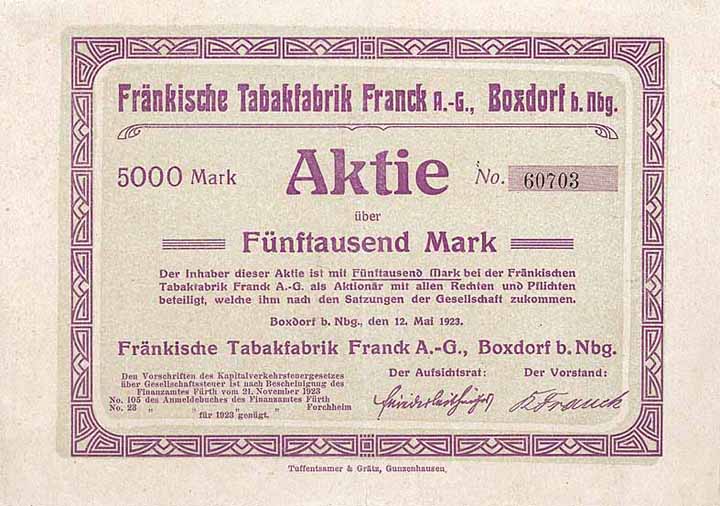 Fränkische Tabakfabrik Franck A.-G., Boxdorf b. Nbg.
5000 Mark Aktie No. 60703
über
Fünftausend Mark
Der Inhaber dieser Aktie ist mit Fünftausend Mark bei der Fränkischen
Tabakfabrik Franck A.-G. als Aktionär mit allen Rechten und Pflichten
beteiligt, welche ihm nach den Satzungen der Gesellschaft zukommen.
Boxdorf b. Nbg., den 12. Mai 1923.
Fränkische Tabakfabrik Franck A.-G., Boxdorf b. Nbg.
Den Vorschriften des Kapitalverkehrsteuergesetzes
über Gesellschaftssteuer ist nach Bescheinigung des
Finanzamtes Fürth vom 21. November 1923
No. 105 des Anmeldebuches des Finanzamtes Fürth
No. 23 " " " " Forchheim
für 1923 genügt.
Der Aufsichtsrat: Der Vorstand:
Franck
Tuffentsamer & Grätz, Gunzenhausen.